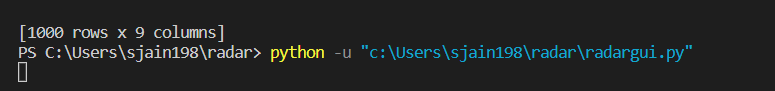 [1000 rows x 9 columns]
PS C:\Users\sjain198\radar> python -u "c:\Users\sjain198\radar\radargui.py"